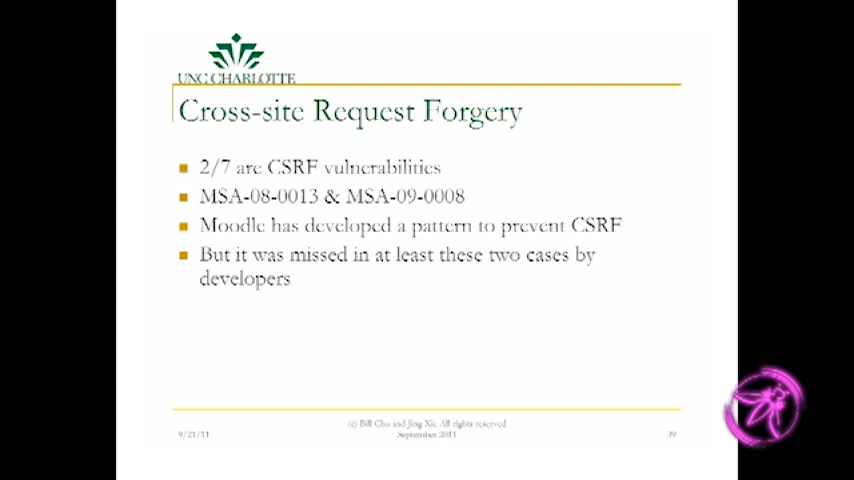 UNC CHARLOTTE
Cross-site Request Forgery
2/7 are CSRF vulnerabilities
MSA-08-0013 & MSA-09-0008
Moodle has developed a pattern to prevent CSRF
But it was missed in at least these two cases by
developers
(c) Bill Chu and Jing Xie All rights reserved
9/21/11
September 2011
39